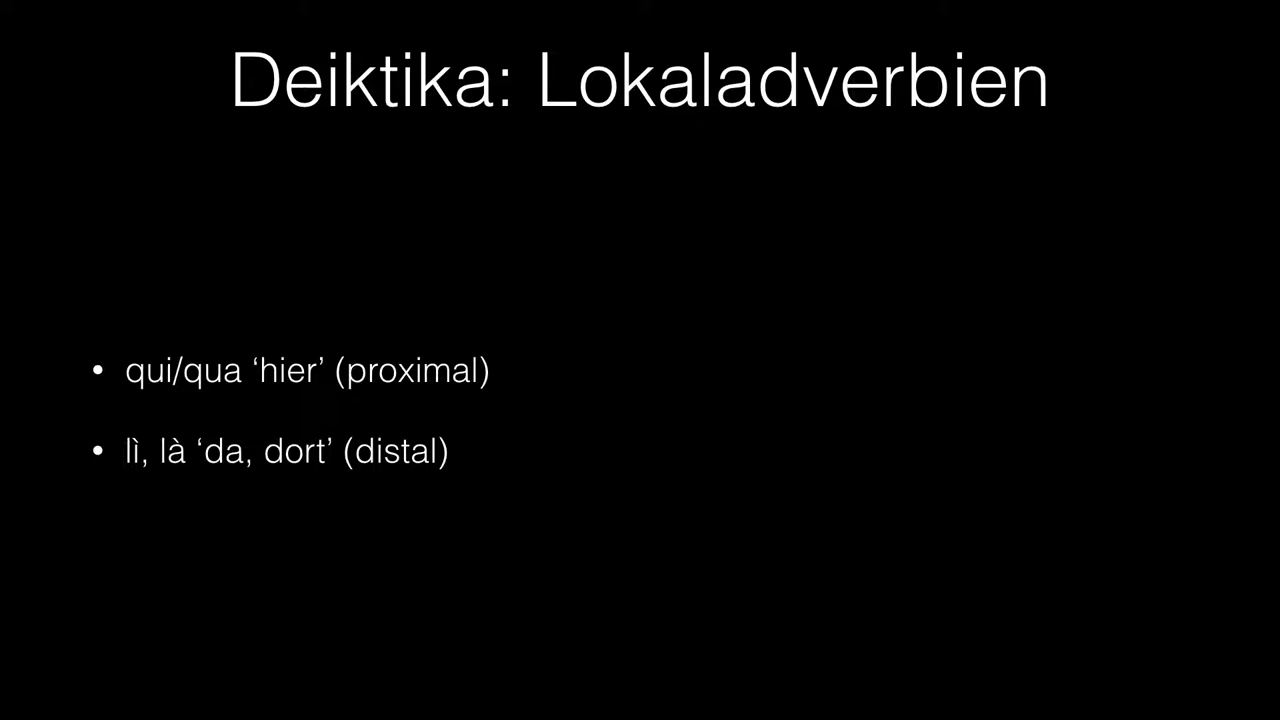 Deiktika: Lokaladverbien
• qui/qua ‘hier’ (proximal)
• lì, là ‘da, dort’ (distal)